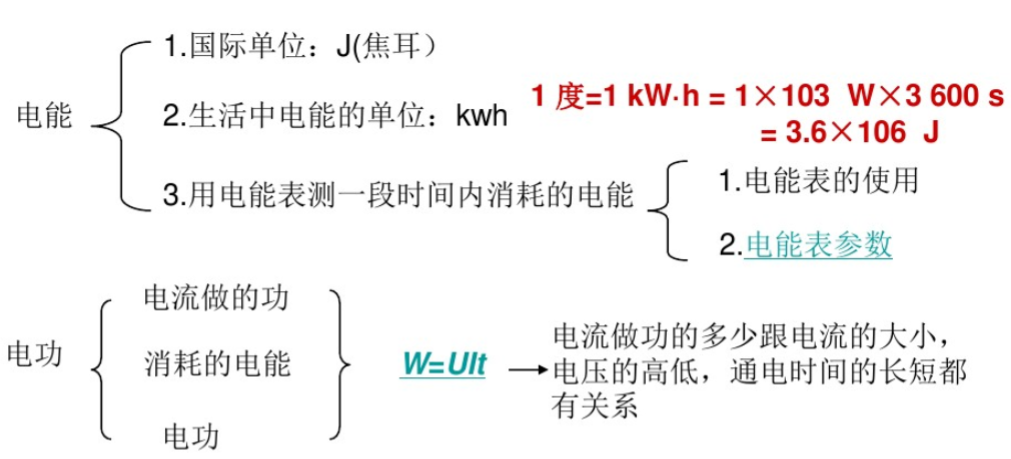 电能
1.国际单位：J(焦耳）
2.生活中电能的单位：kwh
1 度=1 kW·h = 1×103 W×3 600 s
= 3.6×106 J
3.用电能表测一段时间内消耗的电能
1.电能表的使用
2.电能表参数
电功
电流做的功
消耗的电能
电功
W=UIt
电流做功的多少跟电流的大小，
电压的高低，通电时间的长短都
有关系